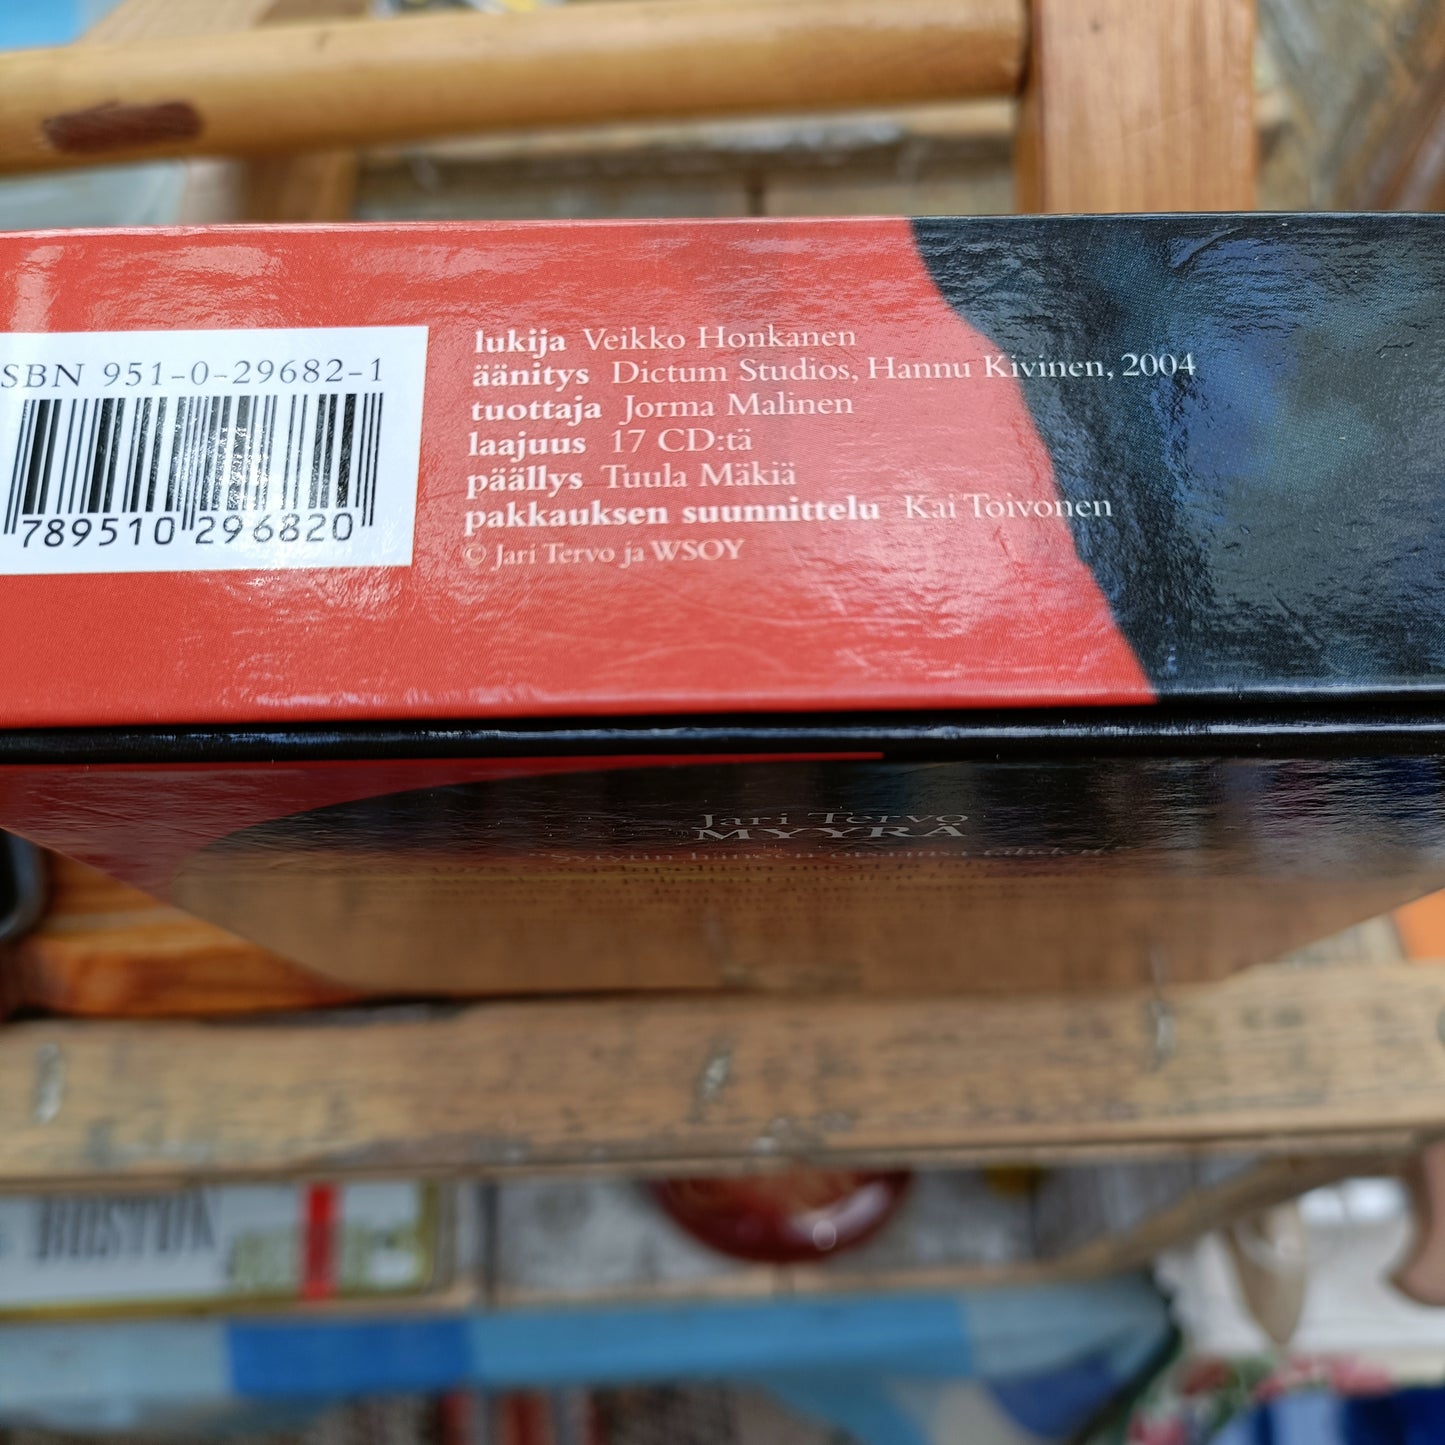 SBN 951-0-29682-1
789510 296820
lukija Veikko Honkanen
äänitys Dictum Studios, Hannu Kivinen, 2004
tuottaja Jorma Malinen
laajuus 17 CD:tä
päällys Tuula Mäkiä
pakkauksen suunnittelu Kai Toivonen
© Jari Tervo ja WSOY
Jari Tervo
MYYRÄ